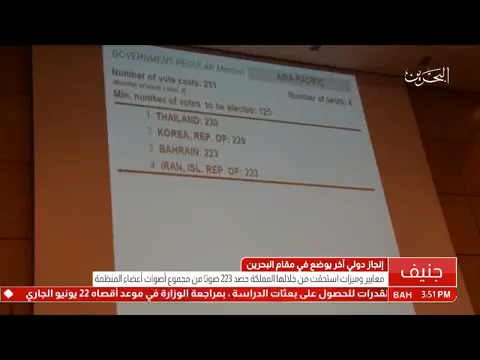 البحرين
GOVERNMENT REGULAR Member
ASIA-PACIFIC
Number of vote casts: 251
Number of seats: 4
Min. number of votes to be elected: 125
1 THAILAND: 230
2 KOREA, REP. OF: 229
3 BAHRAIN: 223
4 IRAN, ISL. REP. OF: 223
إنجاز دولي آخر يوضع في مقام البحرين
جنيف
معايير وميزات استحقت من خلالها المملكة حصد 223 صوتا من مجموع أصوات أعضاء المنظمة
لقدرات للحصول على بعثات الدراسة . بمراجعة الوزارة في موعد أقصاه 22 يونيو الجاري
BAH 3:51 PM